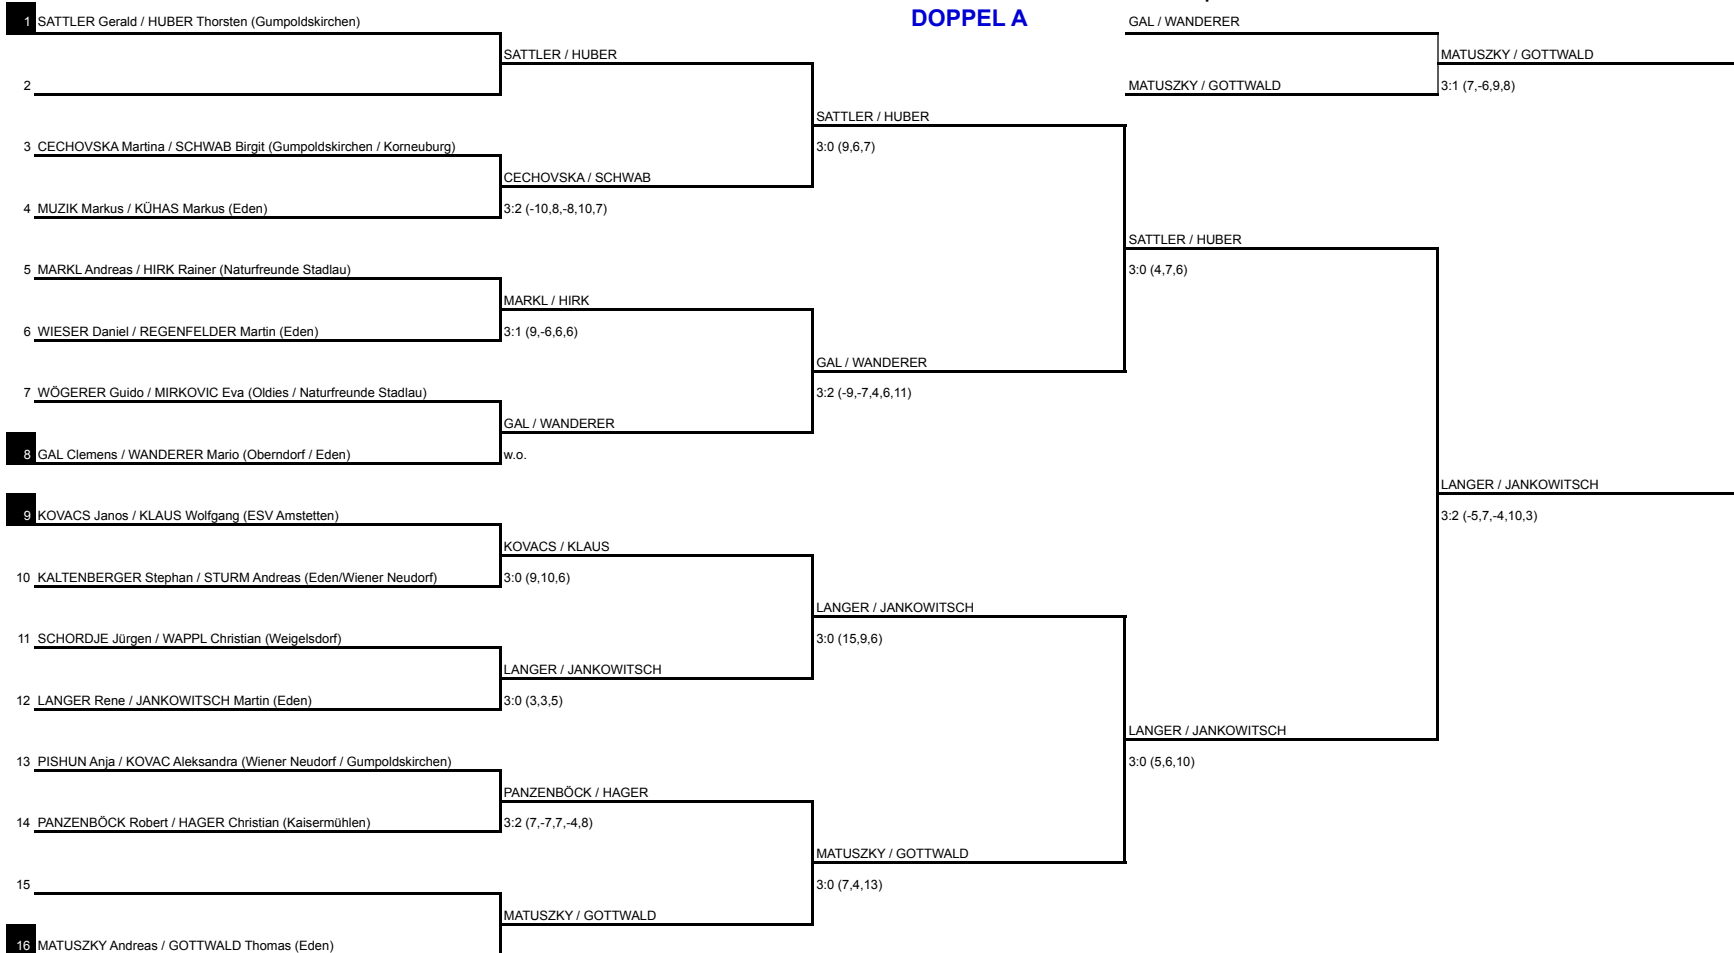 DOPPEL A
1 SATTLER Gerald / HUBER Thorsten (Gumpoldskirchen)
GAL / WANDERER
SATTLER / HUBER
MATUSZKY / GOTTWALD
2
MATUSZKY / GOTTWALD
3:1 (7,-6,9,8)
SATTLER / HUBER
3 CECHOVSKA Martina / SCHWAB Birgit (Gumpoldskirchen / Korneuburg)
3:0 (9,6,7)
CECHOVSKA / SCHWAB
4 MUZIK Markus / KÜHAS Markus (Eden)
3:2 (-10,8,-8,10,7)
SATTLER / HUBER
5 MARKL Andreas / HIRK Rainer (Naturfreunde Stadlau)
3:0 (4,7,6)
MARKL / HIRK
6 WIESER Daniel / REGENFELDER Martin (Eden)
3:1 (9,-6,6,6)
GAL / WANDERER
7 WÖGERER Guido / MIRKOVIC Eva (Oldies / Naturfreunde Stadlau)
3:2 (-9,-7,4,6,11)
GAL / WANDERER
8 GAL Clemens / WANDERER Mario (Oberndorf / Eden)
w.o.
LANGER / JANKOWITSCH
9 KOVACS Janos / KLAUS Wolfgang (ESV Amstetten)
3:2 (-5,7,-4,10,3)
KOVACS / KLAUS
10 KALTENBERGER Stephan / STURM Andreas (Eden/Wiener Neudorf)
3:0 (9,10,6)
LANGER / JANKOWITSCH
11 SCHORDJE Jürgen / WAPPL Christian (Weigelsdorf)
3:0 (15,9,6)
LANGER / JANKOWITSCH
12 LANGER Rene / JANKOWITSCH Martin (Eden)
3:0 (3,3,5)
LANGER / JANKOWITSCH
13 PISHUN Anja / KOVAC Aleksandra (Wiener Neudorf / Gumpoldskirchen)
3:0 (5,6,10)
PANZENBÖCK / HAGER
14 PANZENBÖCK Robert / HAGER Christian (Kaisermühlen)
3:2 (7,-7,7,-4,8)
MATUSZKY / GOTTWALD
15
3:0 (7,4,13)
MATUSZKY / GOTTWALD
16 MATUSZKY Andreas / GOTTWALD Thomas (Eden)